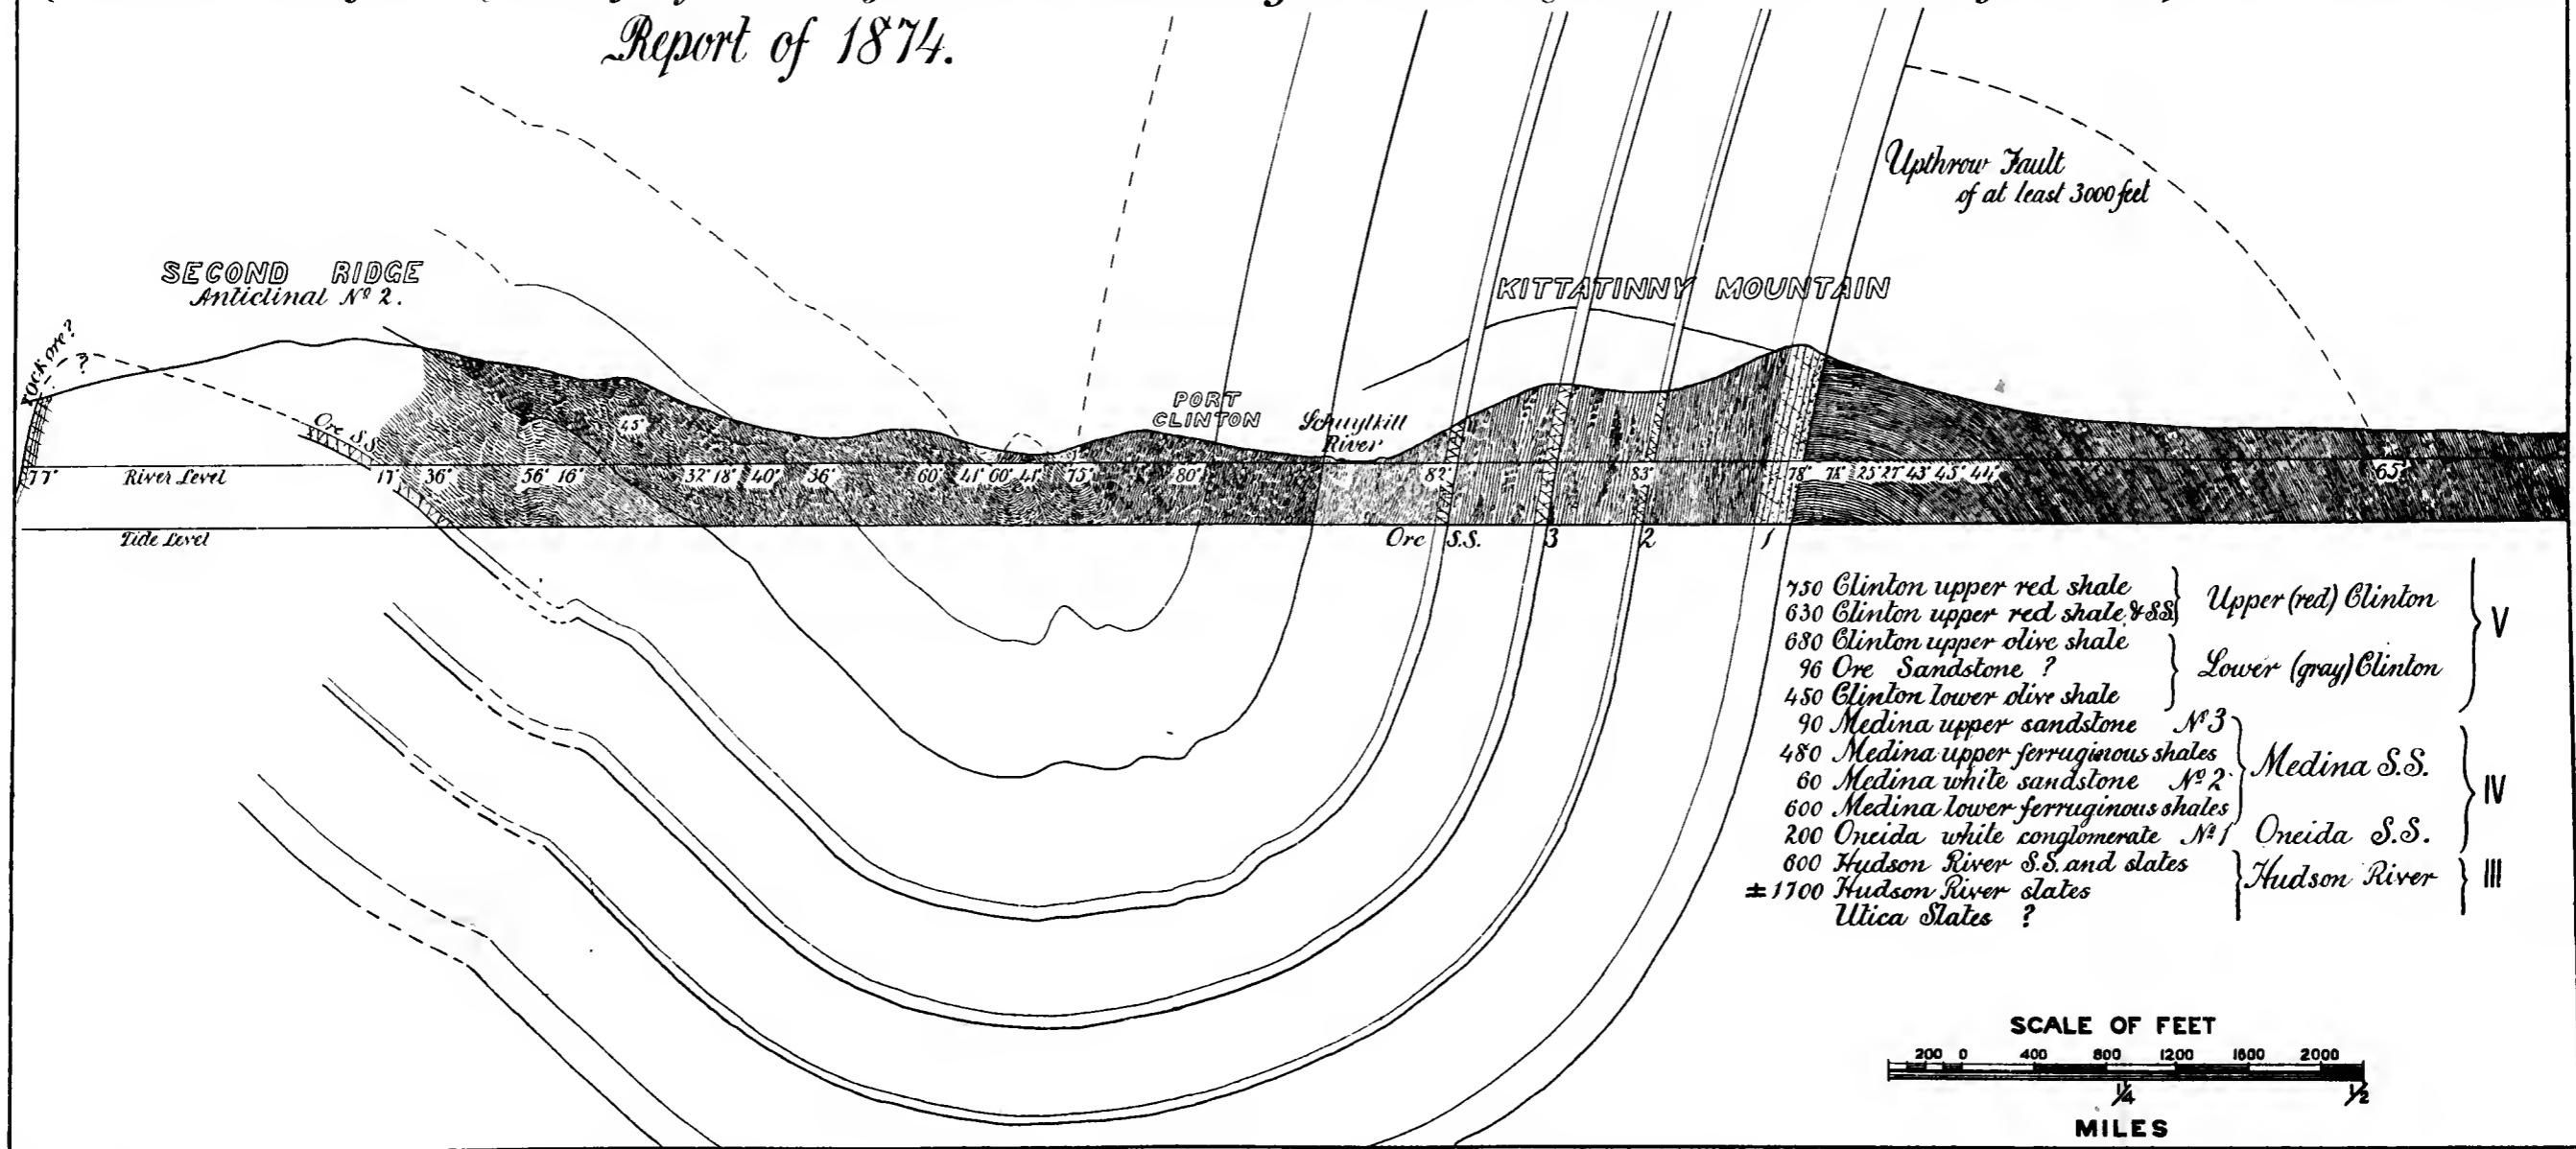 Report of 1874.
Upthrow Fault
of at least 3000 feet
SECOND RIDGE
Anticlinal Nº 2.
KITTATINNY MOUNTAIN
rock ore?
?
PORT
CLINTON
Schuylkill
River
Ore S.S.
45°
77° River Level 17° 36° 56° 16° 32° 18° 40° 36° 60° 41° 60° 41° 75° 80° 82° 83° 78° 78° 25° 27° 43° 45° 44° 65°
Tide Level
Ore S.S. 3 2 1
750 Clinton upper red shale
630 Clinton upper red shale & SS
Upper (red) Clinton
680 Clinton upper olive shale
96 Ore Sandstone ?
450 Clinton lower olive shale
Lower (gray) Clinton
V
90 Medina upper sandstone Nº 3
480 Medina upper ferruginous shales
60 Medina white sandstone Nº 2
600 Medina lower ferruginous shales
Medina S.S.
200 Oneida white conglomerate Nº 1 Oneida S.S.
IV
600 Hudson River S.S. and slates
± 1700 Hudson River slates
Utica Slates ?
Hudson River
III
SCALE OF FEET
200 0 400 800 1200 1600 2000
1/4 1/2
MILES